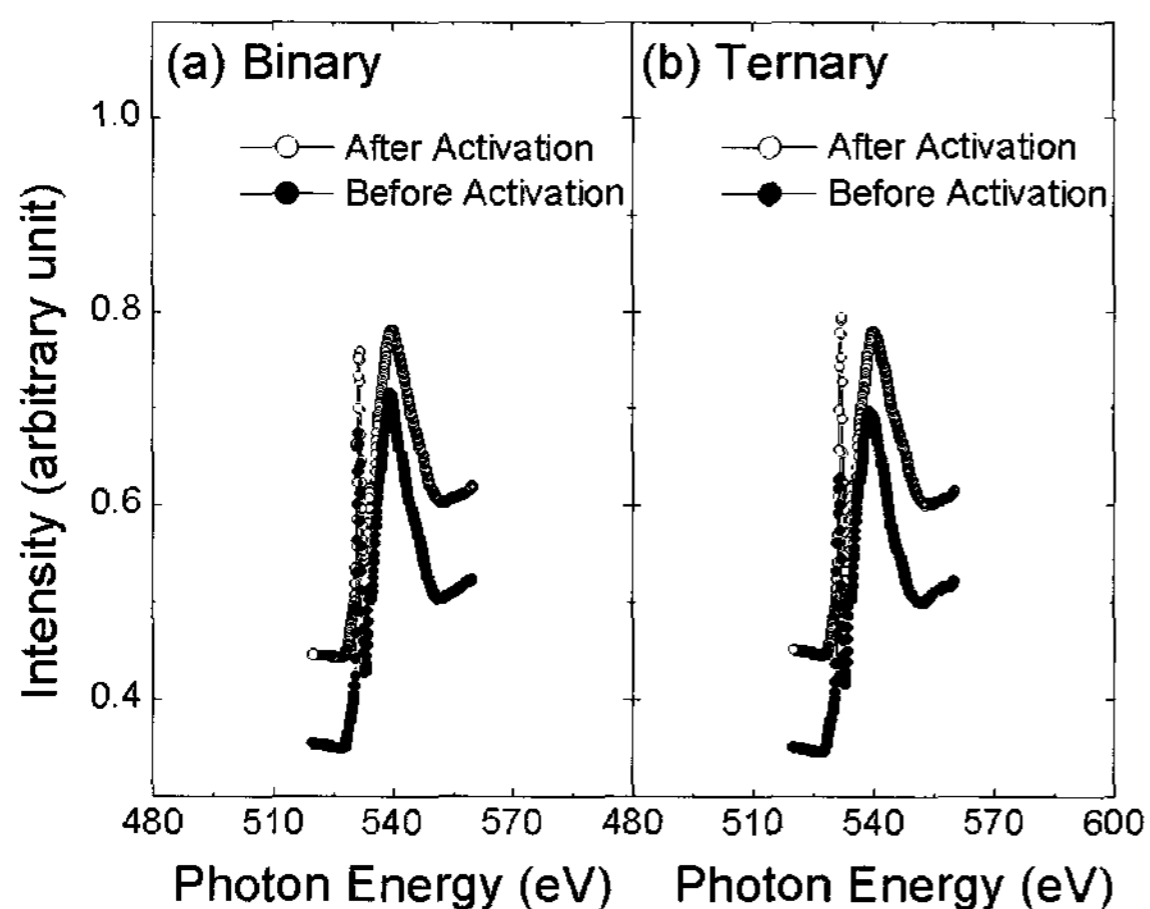 (a) Binary
After Activation
Before Activation
(b) Ternary
After Activation
Before Activation
Intensity (arbitrary unit)
1.0
0.8
0.6
0.4
480 510 540 570 480 510 540 570 600
Photon Energy (eV) Photon Energy (eV)